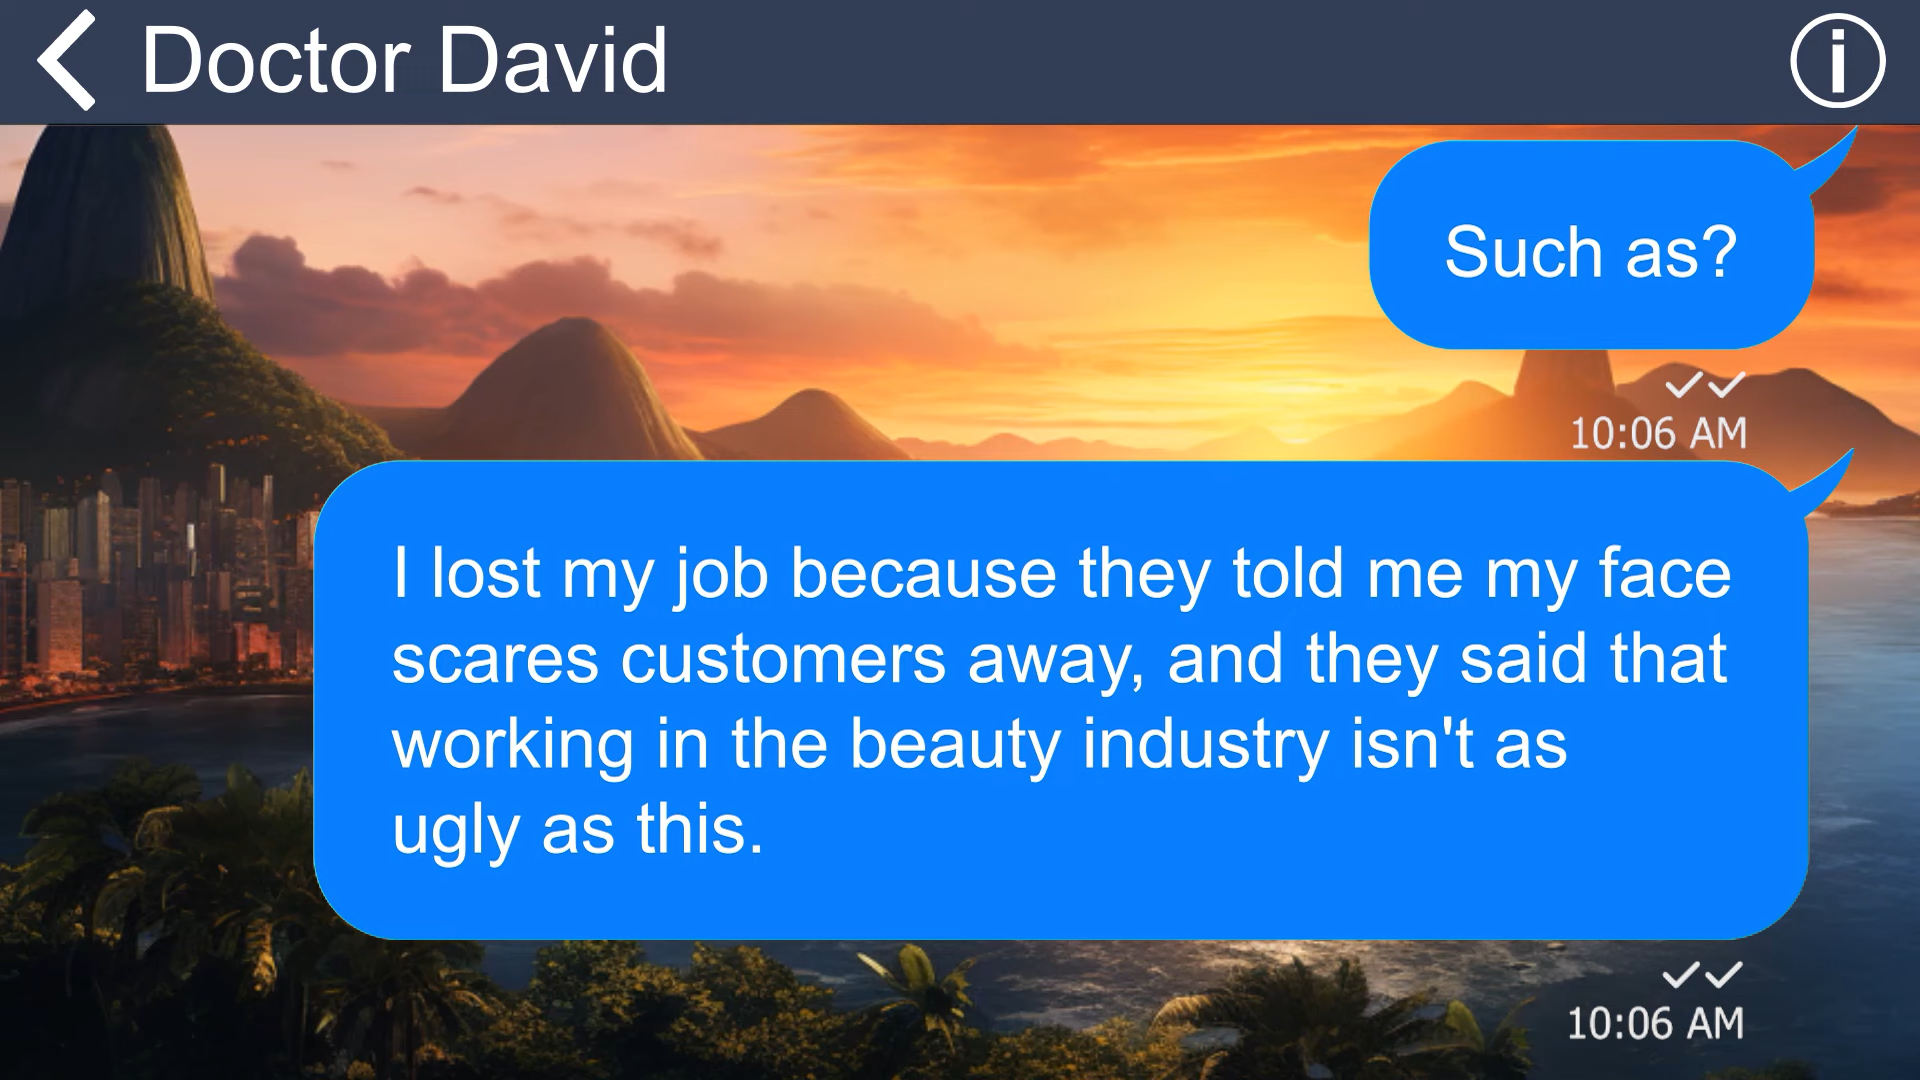 Doctor David
Such as?
10:06 AM
I lost my job because they told me my face
scares customers away, and they said that
working in the beauty industry isn't as
ugly as this.
10:06 AM